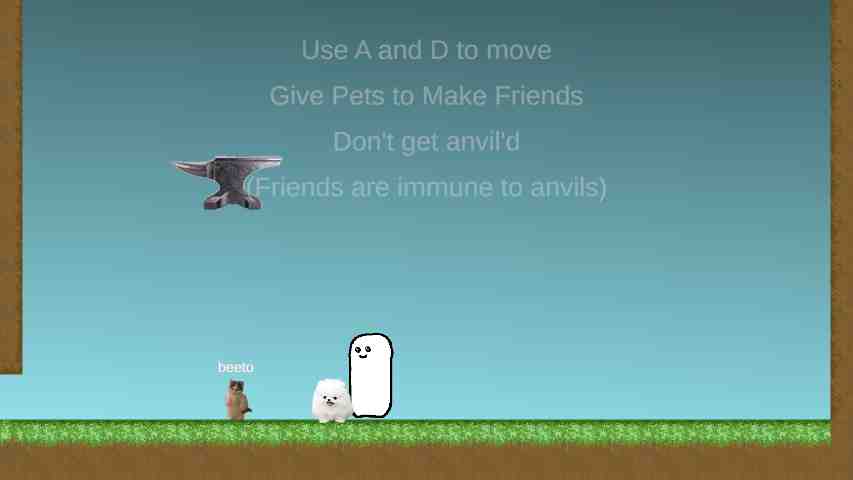 Use A and D to move
Give Pets to Make Friends
Don't get anvil'd
(Friends are immune to anvils)
beeto